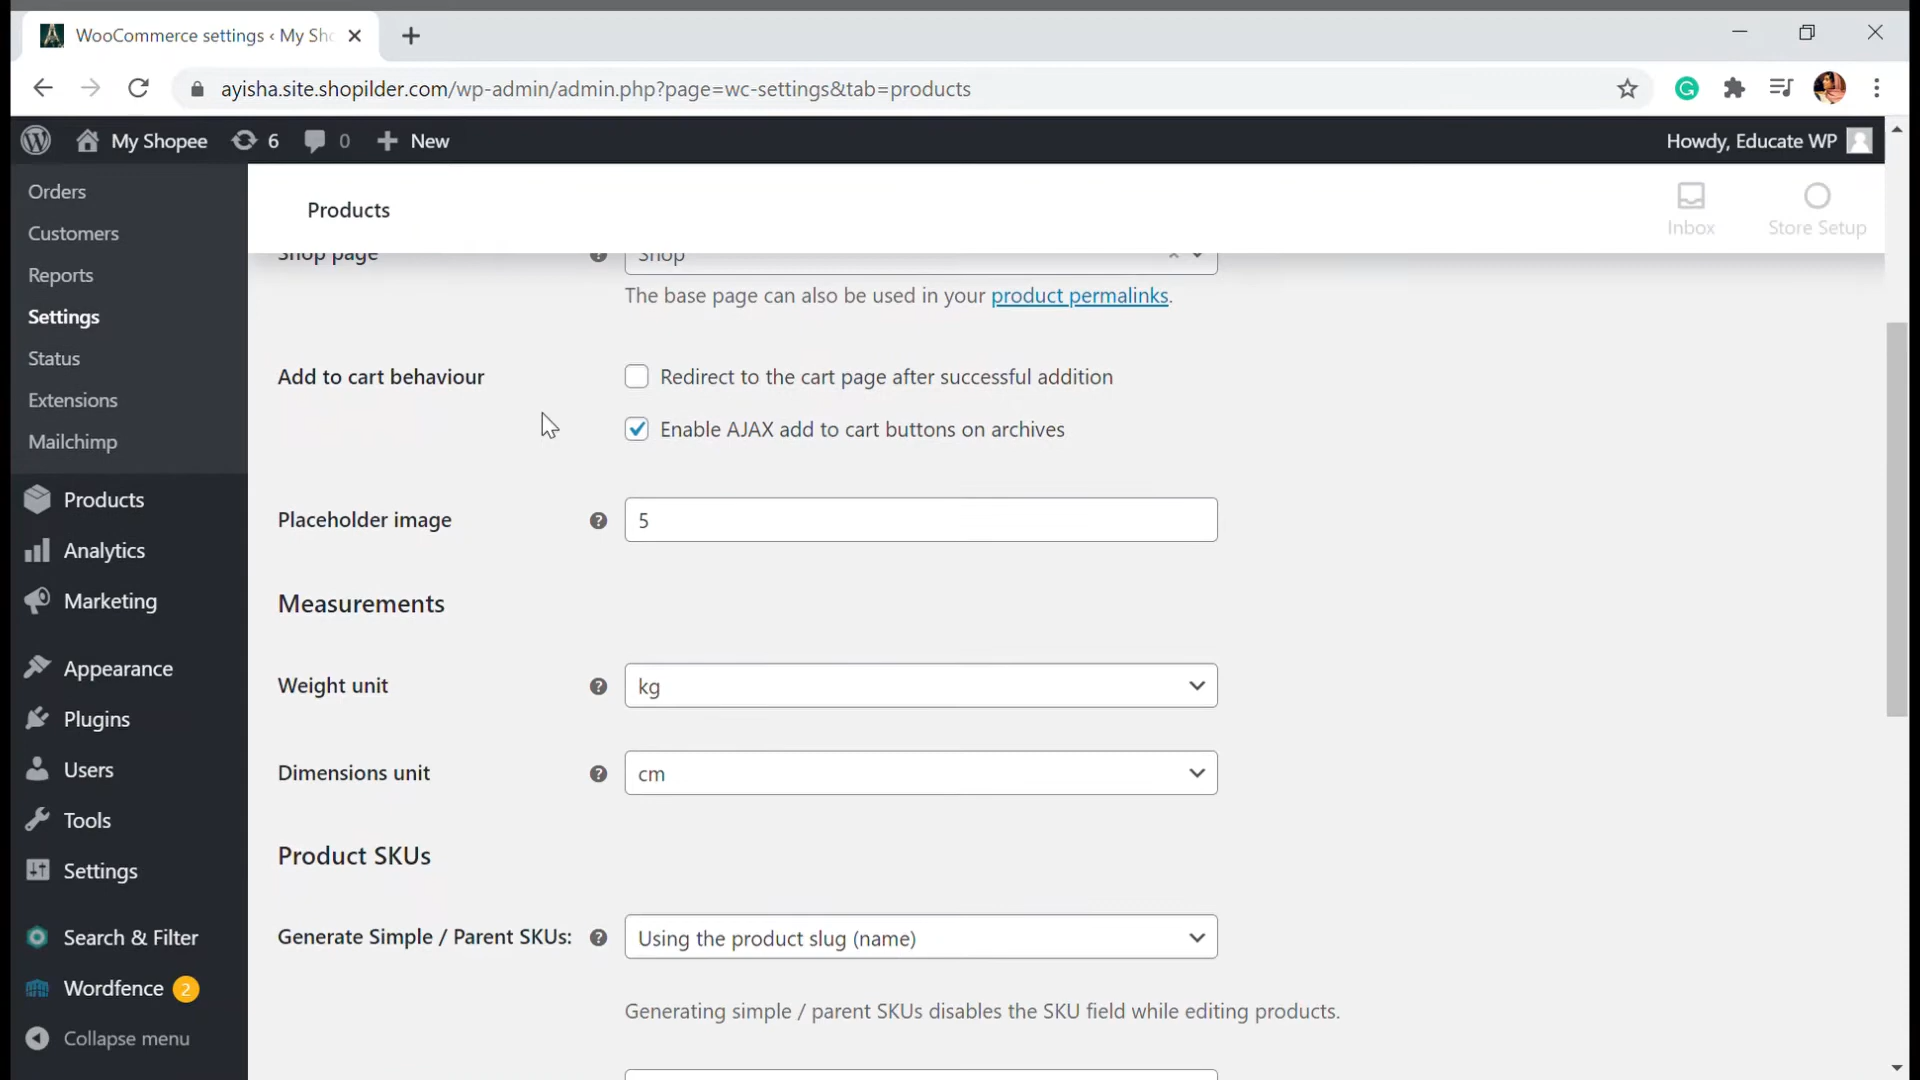 WooCommerce settings ‹ My Sho
ayisha.site.shopilder.com/wp-admin/admin.php?page=wc-settings&tab=products
My Shopee 6 0 New Howdy, Educate WP
Orders
Customers
Reports
Settings
Status
Extensions
Mailchimp
Products
Analytics
Marketing
Appearance
Plugins
Users
Tools
Settings
Search & Filter
Wordfence 2
Collapse menu
Products
Inbox
Store Setup
Shop page
Shop
The base page can also be used in your product permalinks.
Add to cart behaviour
Redirect to the cart page after successful addition
Enable AJAX add to cart buttons on archives
Placeholder image
5
Measurements
Weight unit
kg
Dimensions unit
cm
Product SKUs
Generate Simple / Parent SKUs:
Using the product slug (name)
Generating simple / parent SKUs disables the SKU field while editing products.